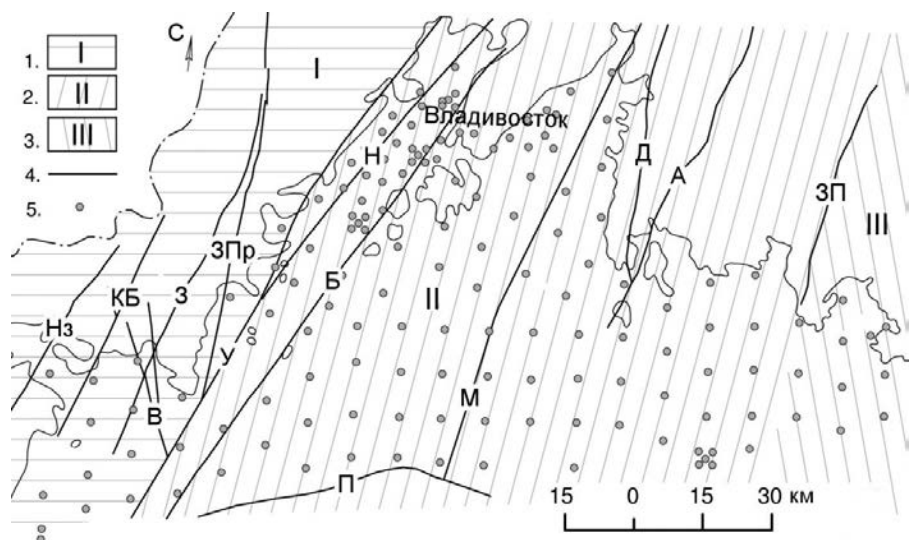 С
1. I
2. II
3. III
4.
5.
I
Владивосток
Н
Д
А
ЗП
III
ЗПр
КБ
З
Б
II
Нз
У
М
В
П
15 0 15 30 км